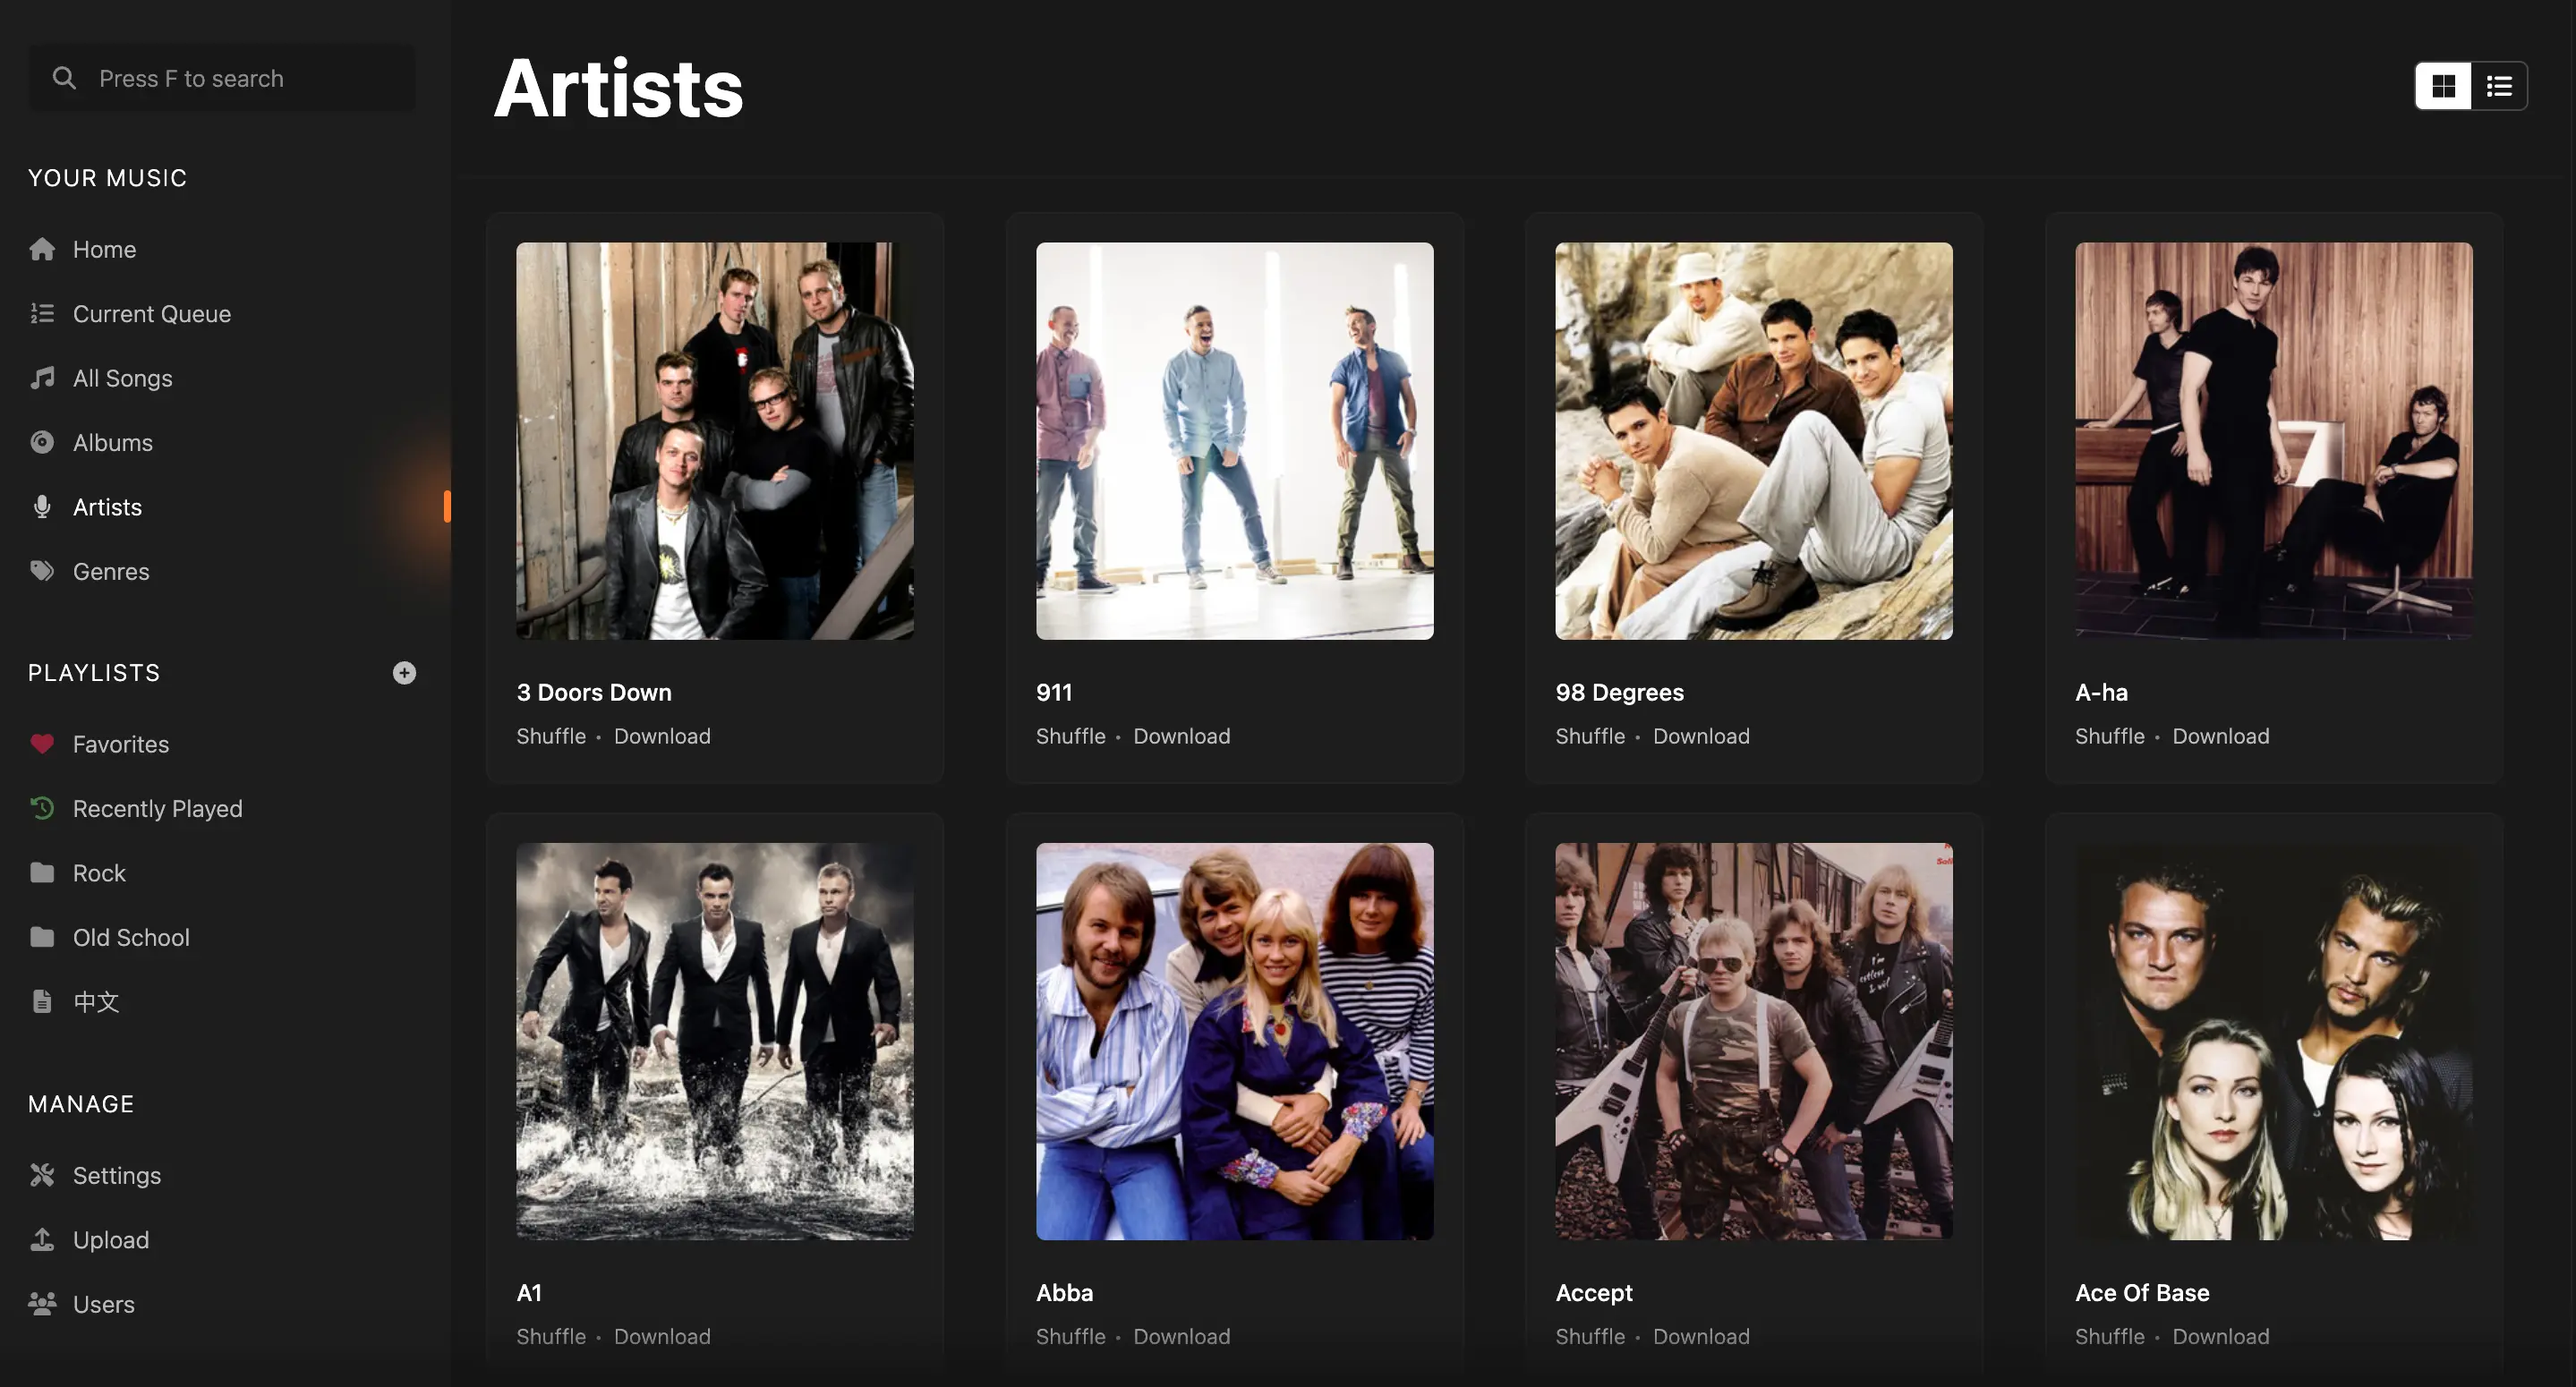 Press F to search
YOUR MUSIC
Home
Current Queue
All Songs
Albums
Artists
Genres
PLAYLISTS
Favorites
Recently Played
Rock
Old School
中文
MANAGE
Settings
Upload
Users
Artists
3 Doors Down
Shuffle • Download
911
Shuffle • Download
98 Degrees
Shuffle • Download
A-ha
Shuffle • Download
A1
Shuffle • Download
Abba
Shuffle • Download
Accept
Shuffle • Download
Ace Of Base
Shuffle • Download